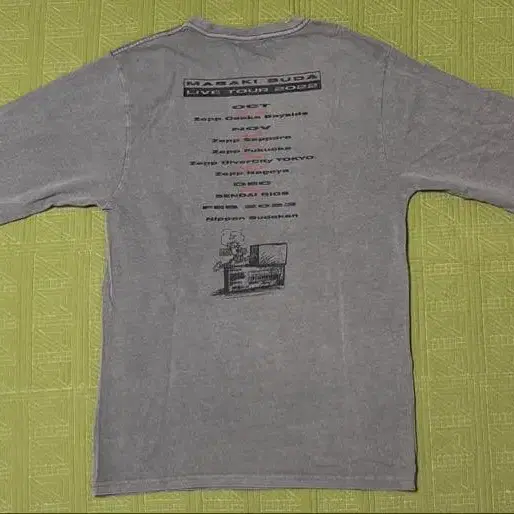 MASAKI SUDA
LIVE TOUR 2022
OCT
Zepp Osaka Bayside
NOV
Zepp Sapporo
Zepp Fukuoka
Zepp DiverCity TOKYO
Zepp Nagoya
DEC
SENDAI GIGS
FEB 2023
Nippon Budokan